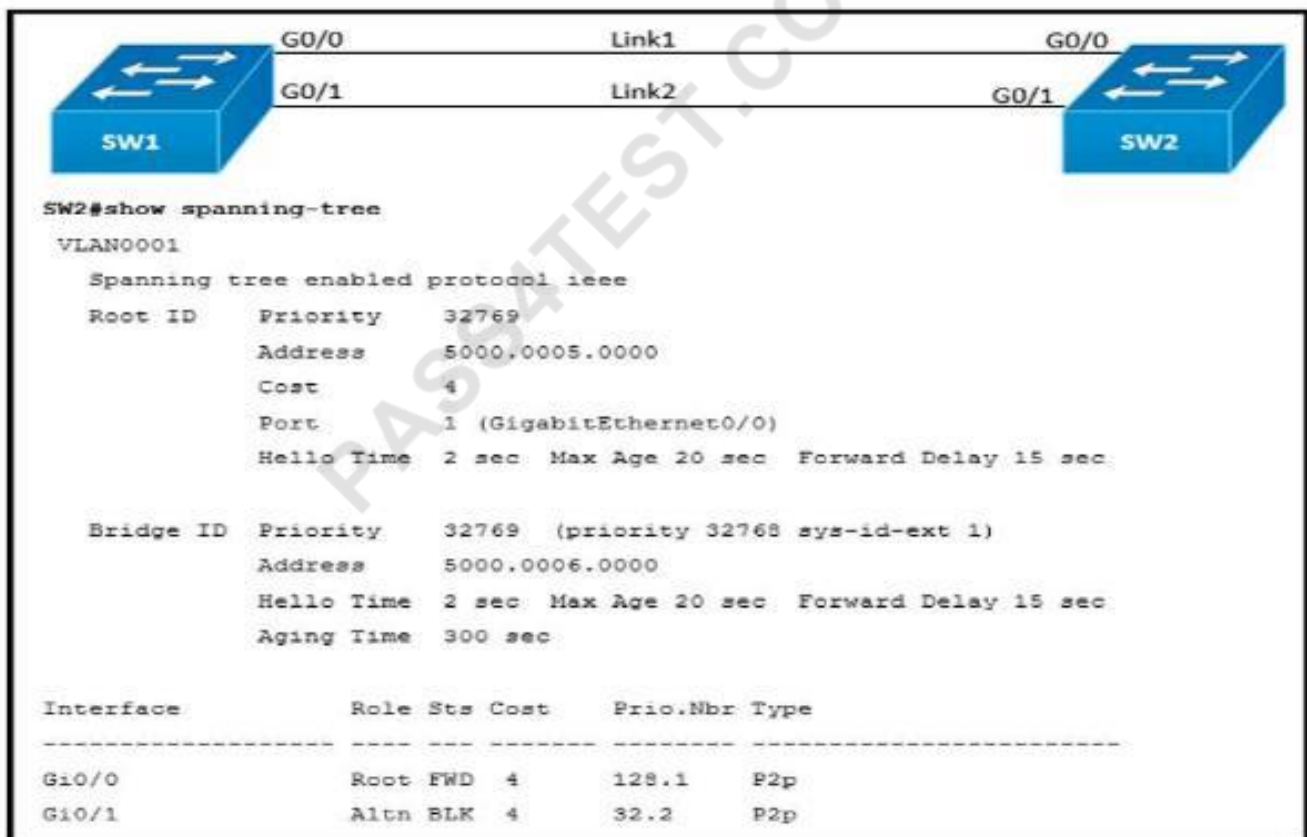 G0/0 Link1 G0/0
G0/1 Link2 G0/1
SW1 SW2
SW2#show spanning-tree
VLAN0001
Spanning tree enabled protocol ieee
Root ID Priority 32769
Address 5000.0005.0000
Cost 4
Port 1 (GigabitEthernet0/0)
Hello Time 2 sec Max Age 20 sec Forward Delay 15 sec
Bridge ID Priority 32769 (priority 32768 sys-id-ext 1)
Address 5000.0006.0000
Hello Time 2 sec Max Age 20 sec Forward Delay 15 sec
Aging Time 300 sec
Interface Role Sts Cost Prio.Nbr Type
------------------- ---- --- ------- -------- ------------------------
Gi0/0 Root FWD 4 128.1 P2p
Gi0/1 Altn BLK 4 32.2 P2p
PASS4TEST.CO